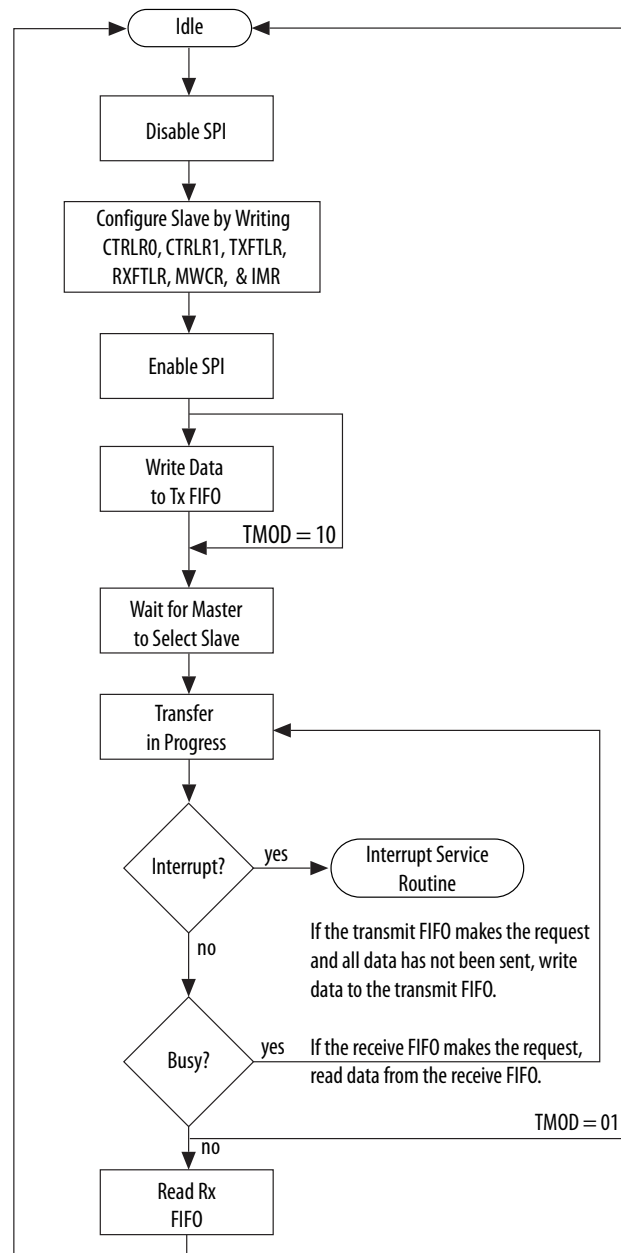 Idle
Disable SPI
Configure Slave by Writing
CTRLR0, CTRLR1, TXFTLR,
RXFTLR, MWCR,  & IMR
Enable SPI
Write Data
to Tx FIFO
TMOD = 10
Wait for Master
to Select Slave
Transfer
in Progress
Interrupt?
yes
Interrupt Service
Routine
no
If the transmit FIFO makes the request
and all data has not been sent, write
data to the transmit FIFO.
Busy?
yes
If the receive FIFO makes the request,
read data from the receive FIFO.
TMOD = 01
no
Read Rx
FIFO